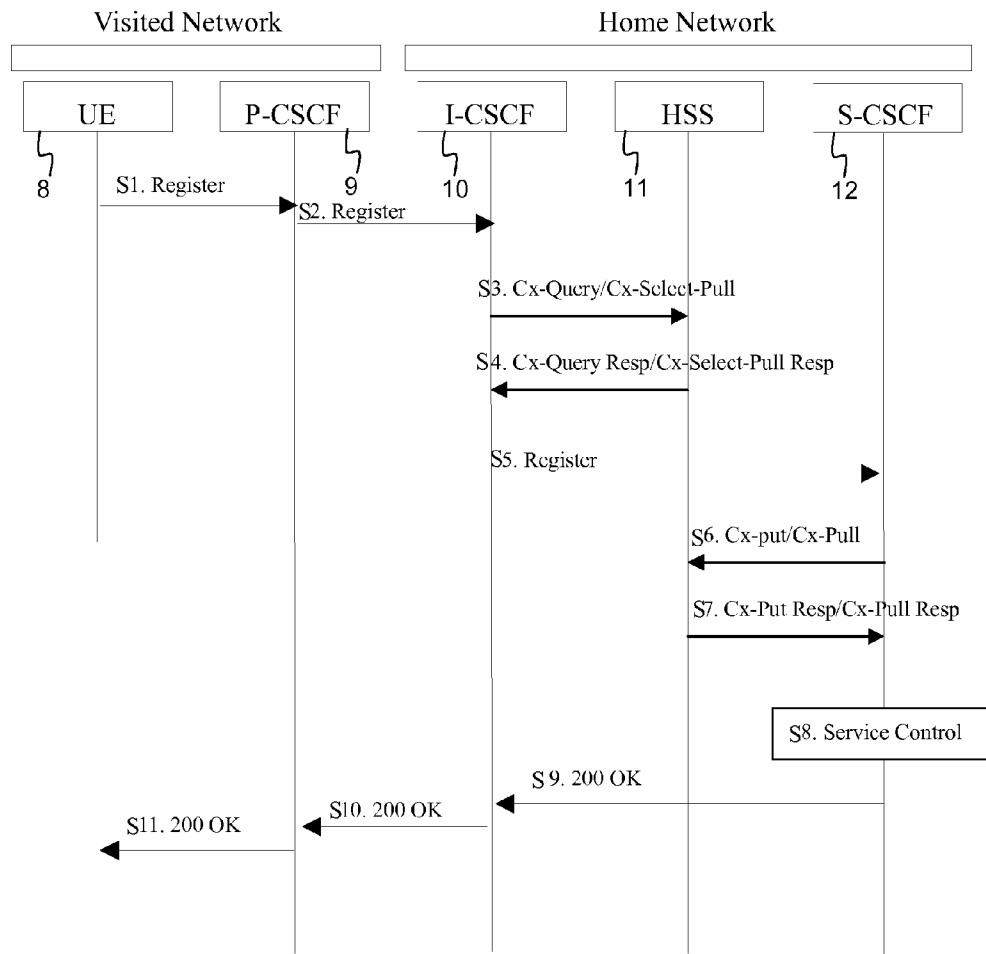 Visited Network
Home Network
UE
P-CSCF
I-CSCF
HSS
S-CSCF
8
9
10
11
12
S1. Register
S2. Register
S3. Cx-Query/Cx-Select-Pull
S4. Cx-Query Resp/Cx-Select-Pull Resp
S5. Register
S6. Cx-put/Cx-Pull
S7. Cx-Put Resp/Cx-Pull Resp
S8. Service Control
S9. 200 OK
S10. 200 OK
S11. 200 OK